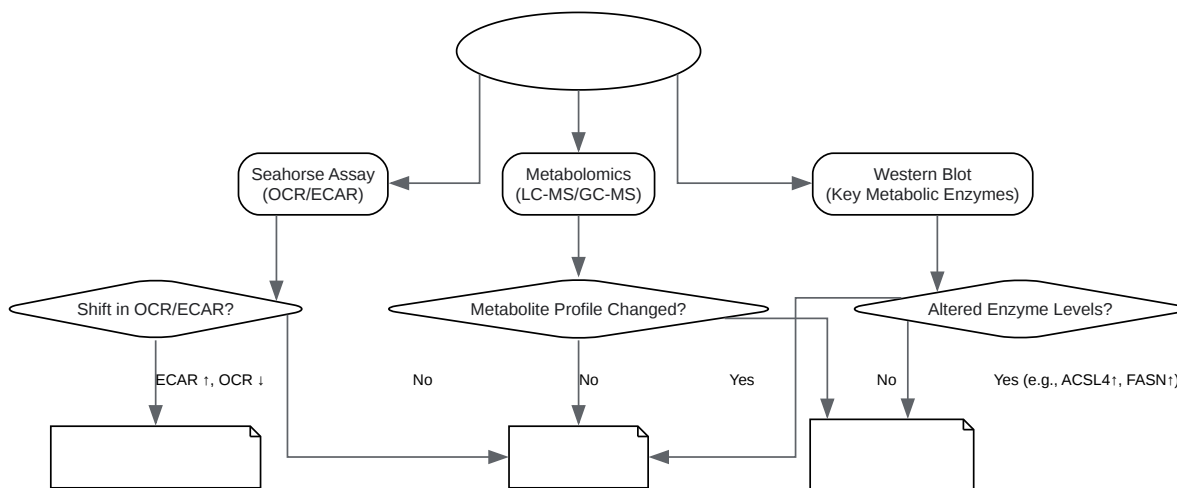 Seahorse Assay
(OCR/ECAR)
Metabolomics
(LC-MS/GC-MS)
Western Blot
(Key Metabolic Enzymes)
Shift in OCR/ECAR?
Metabolite Profile Changed?
Altered Enzyme Levels?
ECAR ↑, OCR ↓
No
No
Yes
No
Yes (e.g., ACSL4↑, FASN↑)